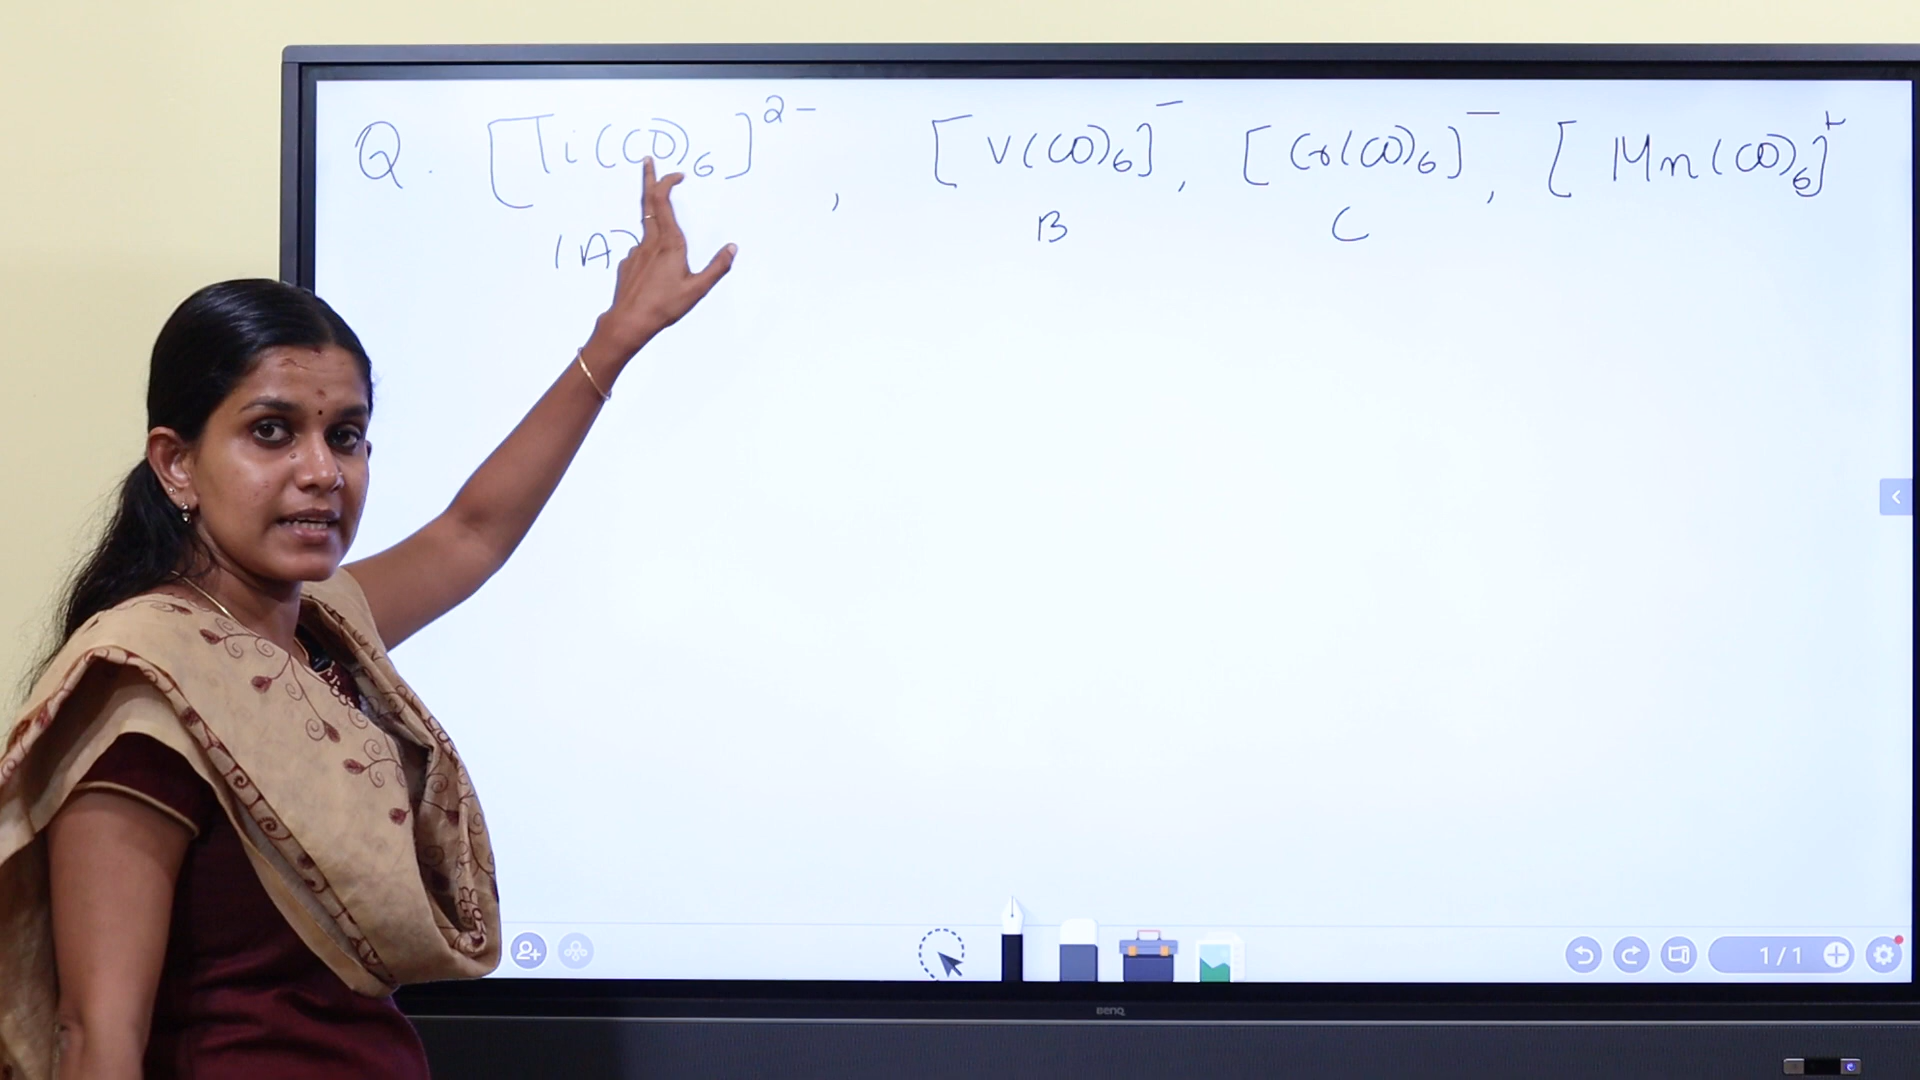 Q. [Ti(CO)₆]²⁻, [V(CO)₆]⁻, [Cr(CO)₆]⁻, [Mn(CO)₆]⁺
(A) B C
1/1
BenQ